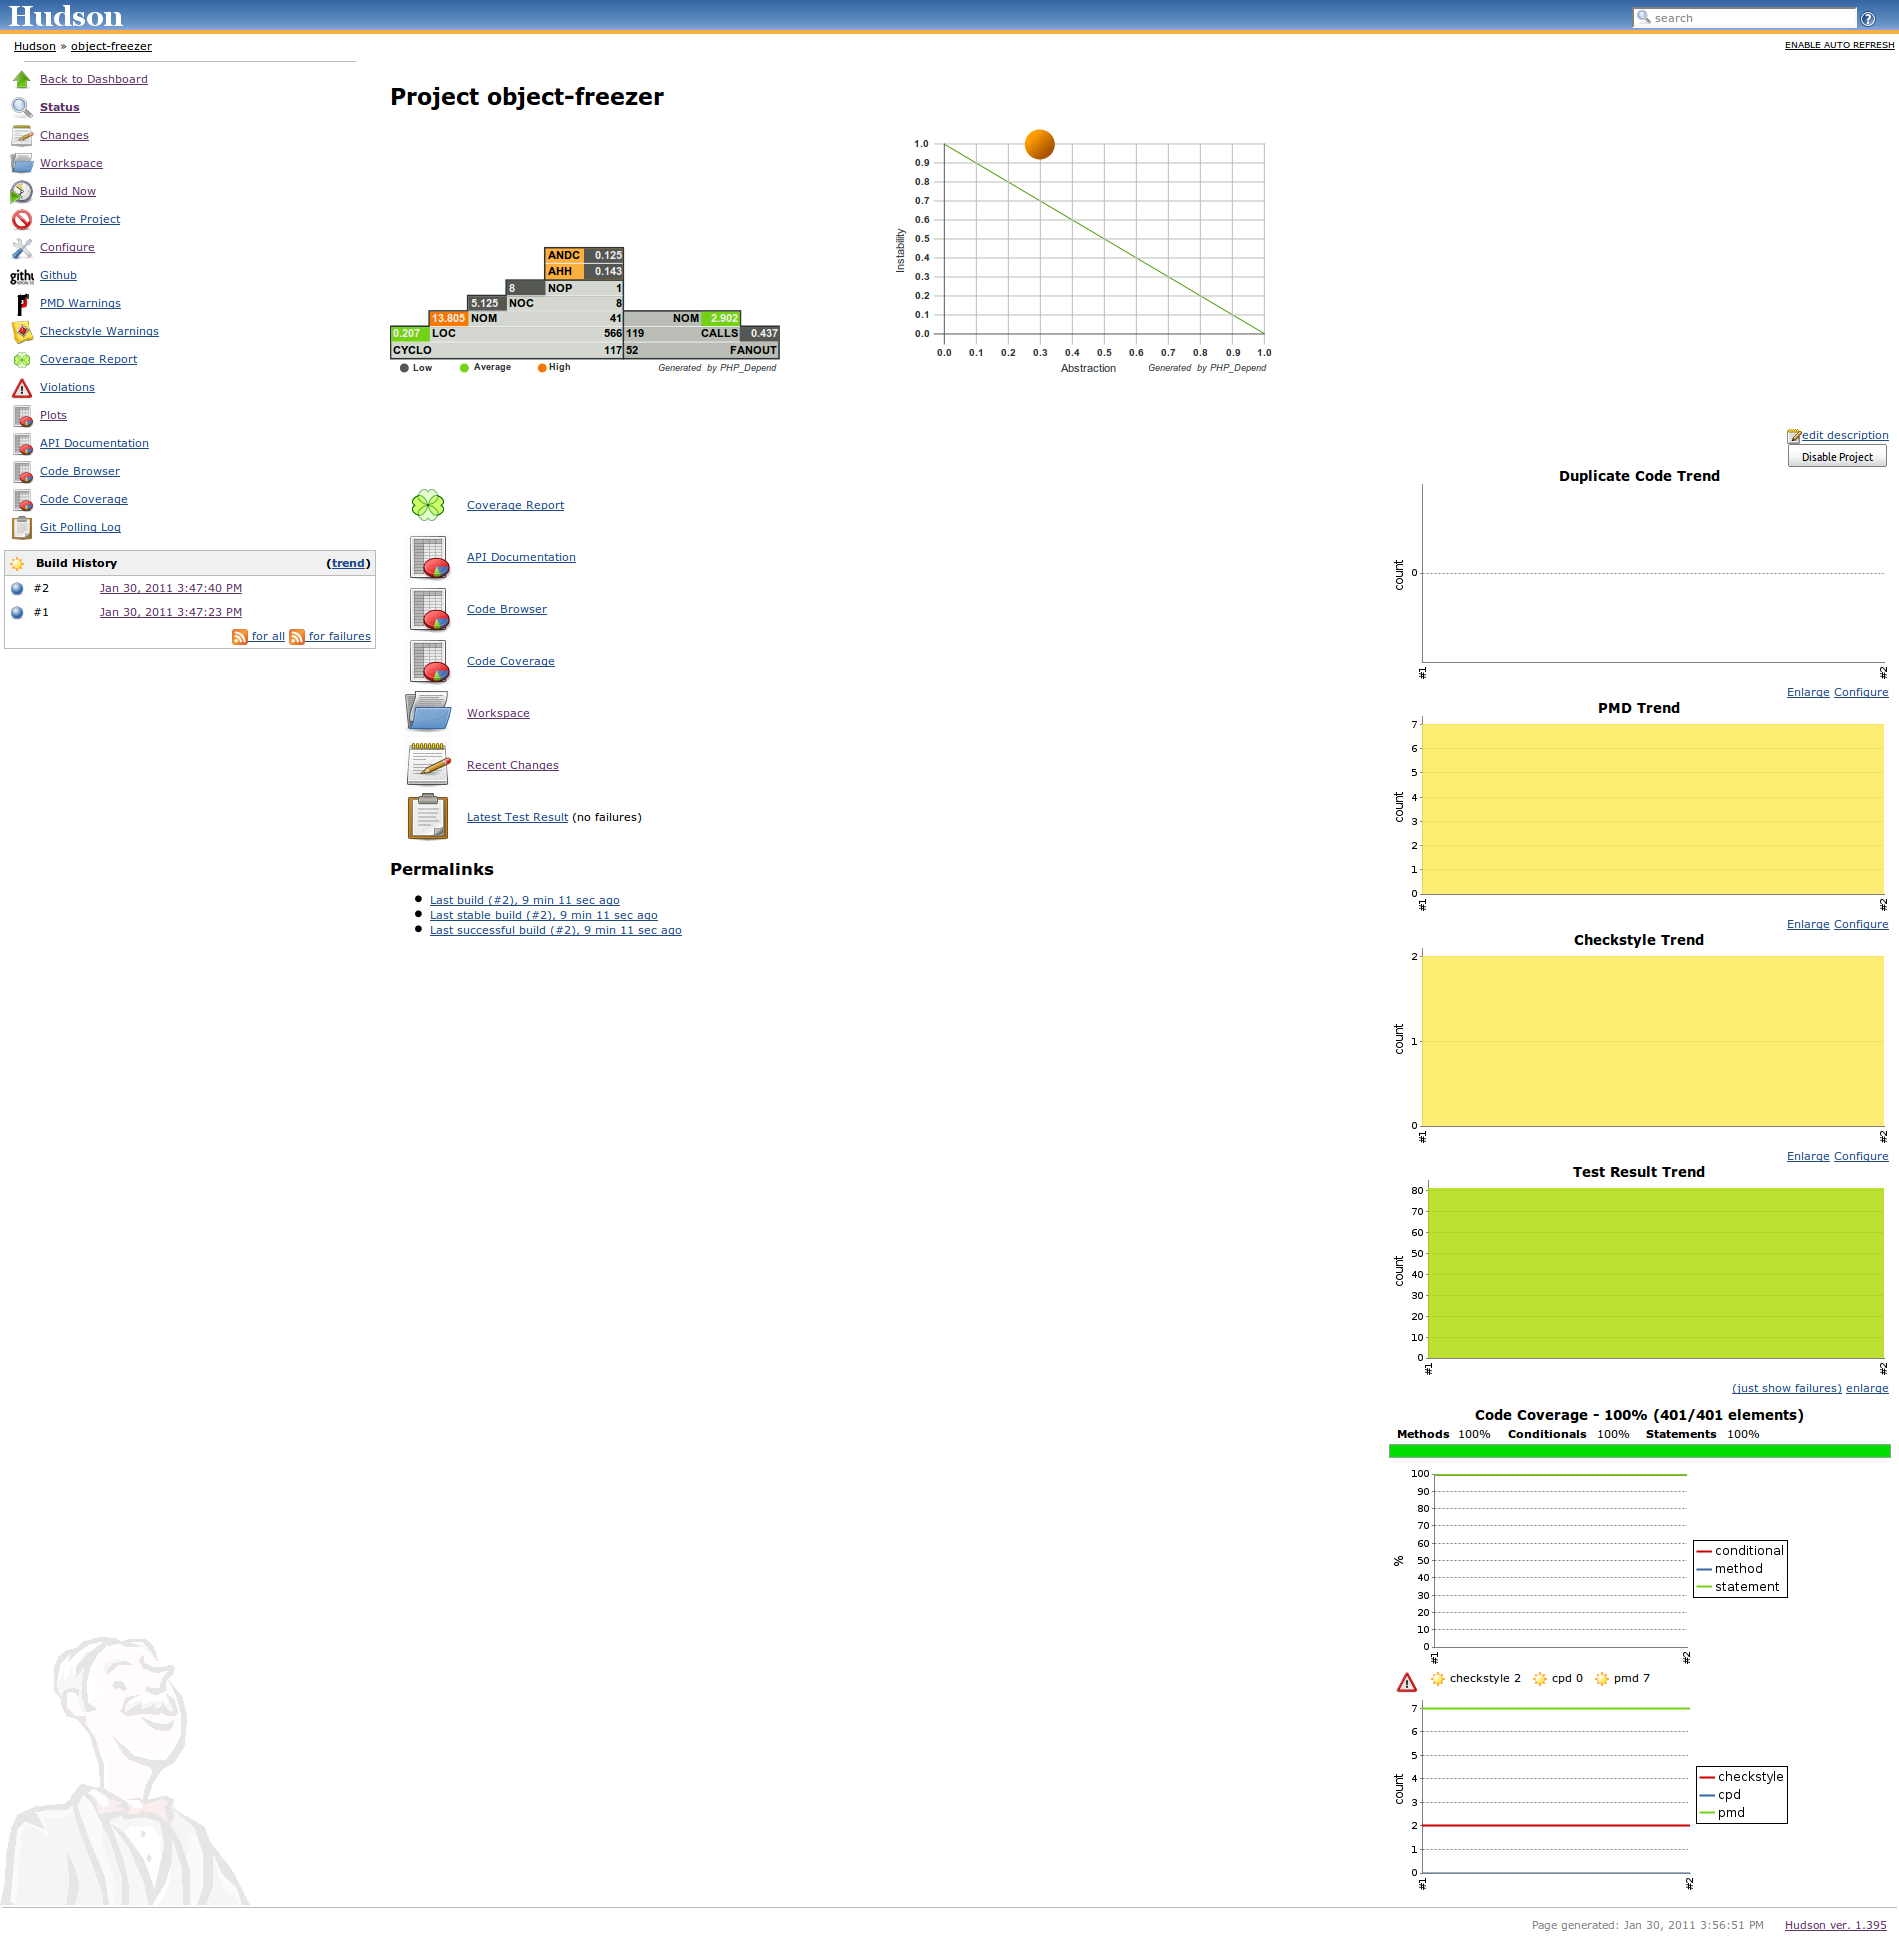 Hudson
search
?
Hudson » object-freezer
ENABLE AUTO REFRESH
Back to Dashboard
Status
Changes
Workspace
Build Now
Delete Project
Configure
Github
PMD Warnings
Checkstyle Warnings
Coverage Report
Violations
Plots
API Documentation
Code Browser
Code Coverage
Git Polling Log
Build History (trend)
#2 Jan 30, 2011 3:47:40 PM
#1 Jan 30, 2011 3:47:23 PM
for all for failures
Project object-freezer
ANDC 0.125
AHH 0.143
8 NOP 1
5.125 NOC 8
13.805 NOM 41 NOM 2.902
0.207 LOC 566 119 CALLS 0.437
CYCLO 117 52 FANOUT
Low Average High Generated by PHP_Depend
1.0
0.9
0.8
0.7
0.6
0.5
0.4
0.3
0.2
0.1
0.0
Instability
0.0 0.1 0.2 0.3 0.4 0.5 0.6 0.7 0.8 0.9 1.0
Abstraction Generated by PHP_Depend
edit description
Disable Project
Coverage Report
API Documentation
Code Browser
Code Coverage
Workspace
Recent Changes
Latest Test Result (no failures)
Permalinks
Last build (#2), 9 min 11 sec ago
Last stable build (#2), 9 min 11 sec ago
Last successful build (#2), 9 min 11 sec ago
Duplicate Code Trend
count
0
#1 #2
Enlarge Configure
PMD Trend
7
6
5
4
3
2
1
0
count
#1 #2
Enlarge Configure
Checkstyle Trend
2
1
0
count
#1 #2
Enlarge Configure
Test Result Trend
80
70
60
50
40
30
20
10
0
count
#1 #2
(just show failures) enlarge
Code Coverage - 100% (401/401 elements)
Methods 100% Conditionals 100% Statements 100%
100
90
80
70
60
50
40
30
20
10
0
%
#1 #2
conditional
method
statement
checkstyle 2 cpd 0 pmd 7
7
6
5
4
3
2
1
0
count
#1 #2
checkstyle
cpd
pmd
Page generated: Jan 30, 2011 3:56:51 PM Hudson ver. 1.395